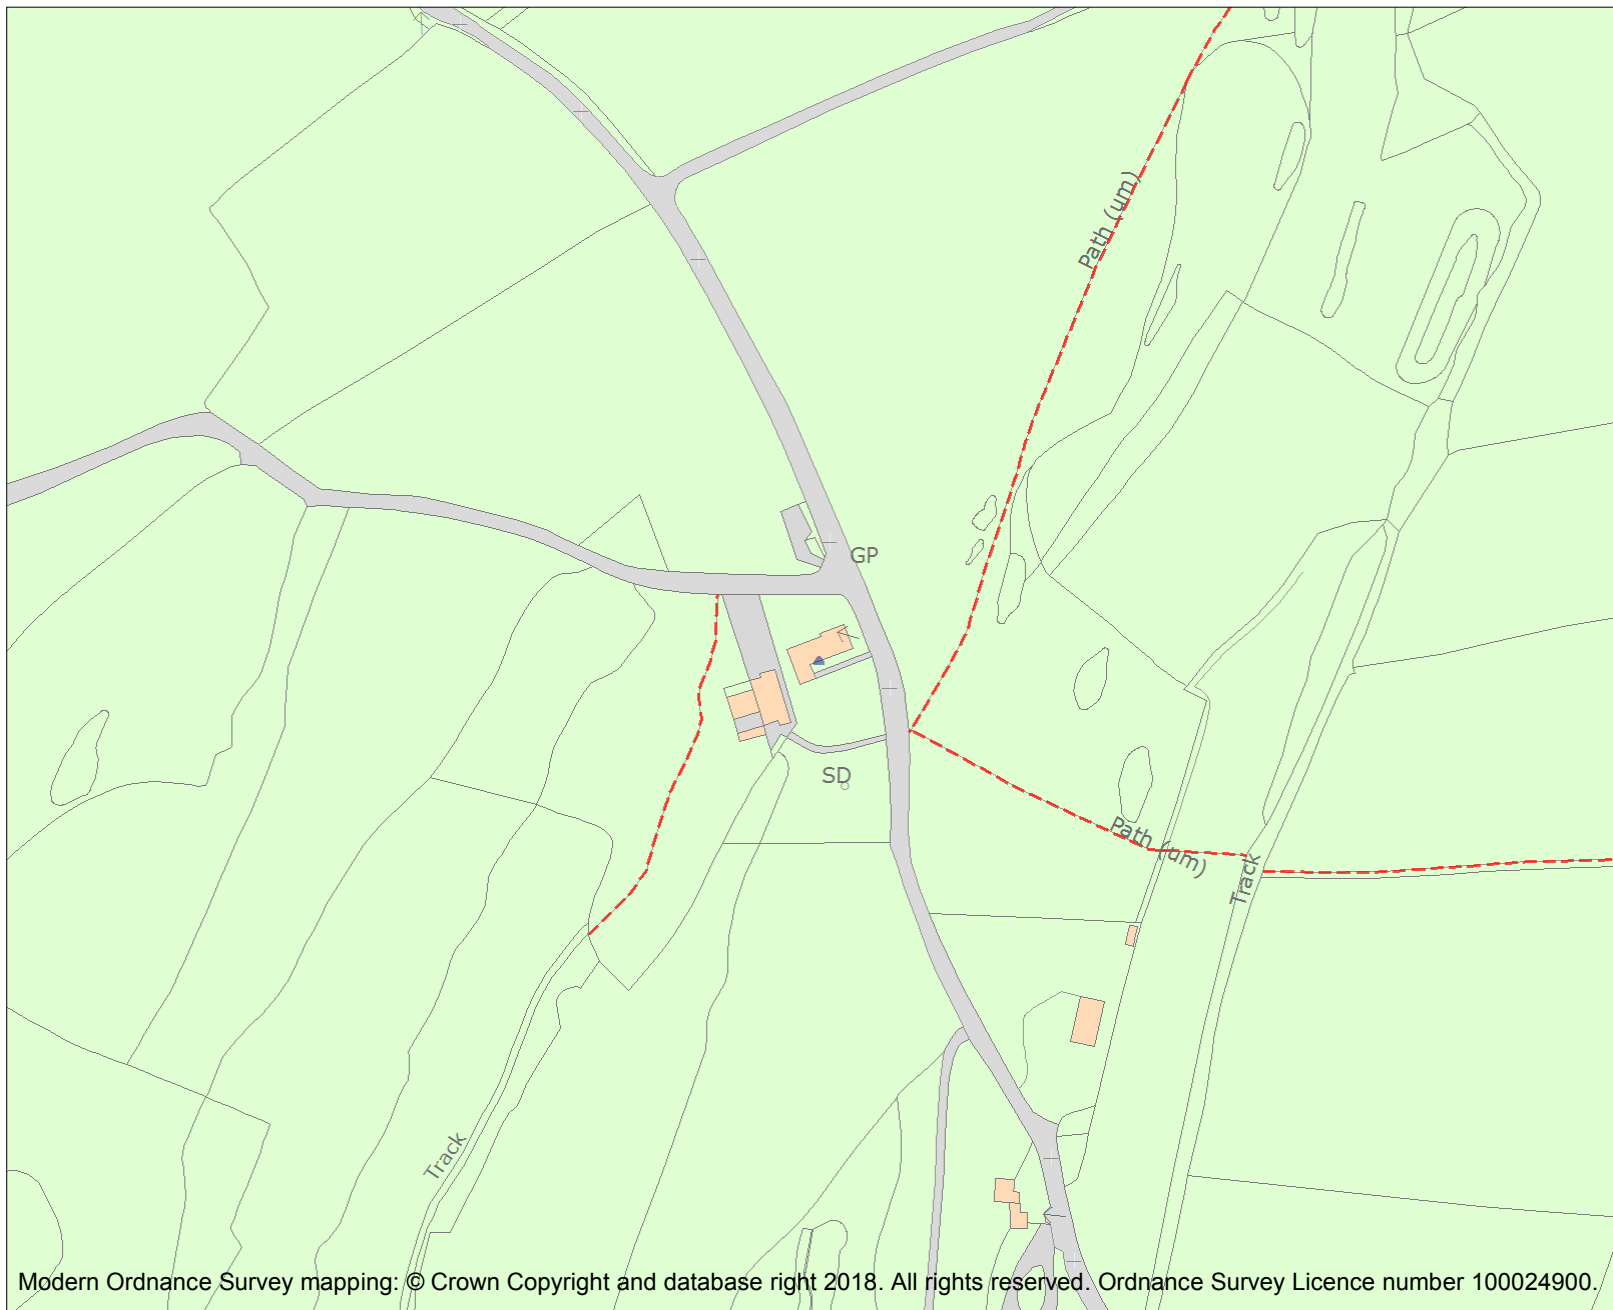 Path (um)
GP
SD
Path (um)
Track
Track
Modern Ordnance Survey mapping: © Crown Copyright and database right 2018. All rights reserved. Ordnance Survey Licence number 100024900.